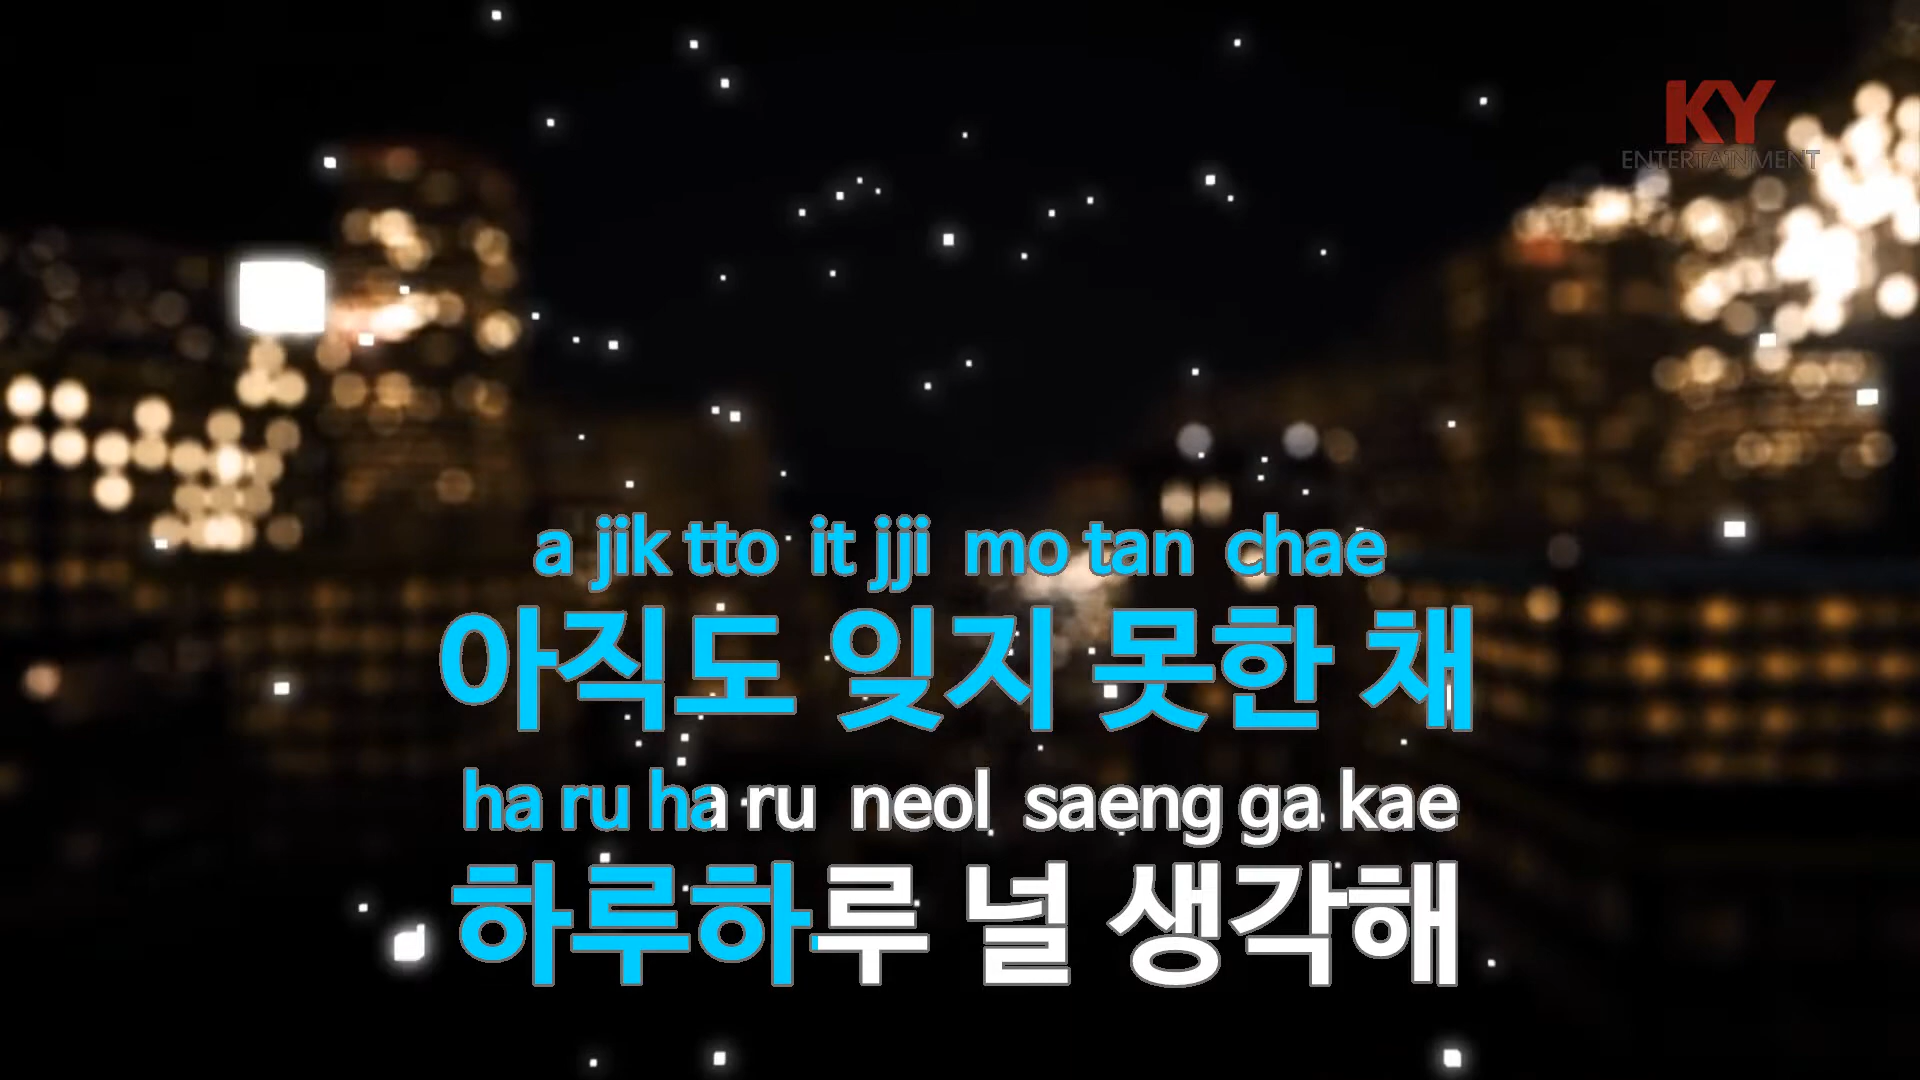 KY
ENTERTAINMENT
a jik tto it jji mo tan chae
아직도 잊지 못한 채
ha ru ha ru neol saeng ga kae
하루하루 널 생각해